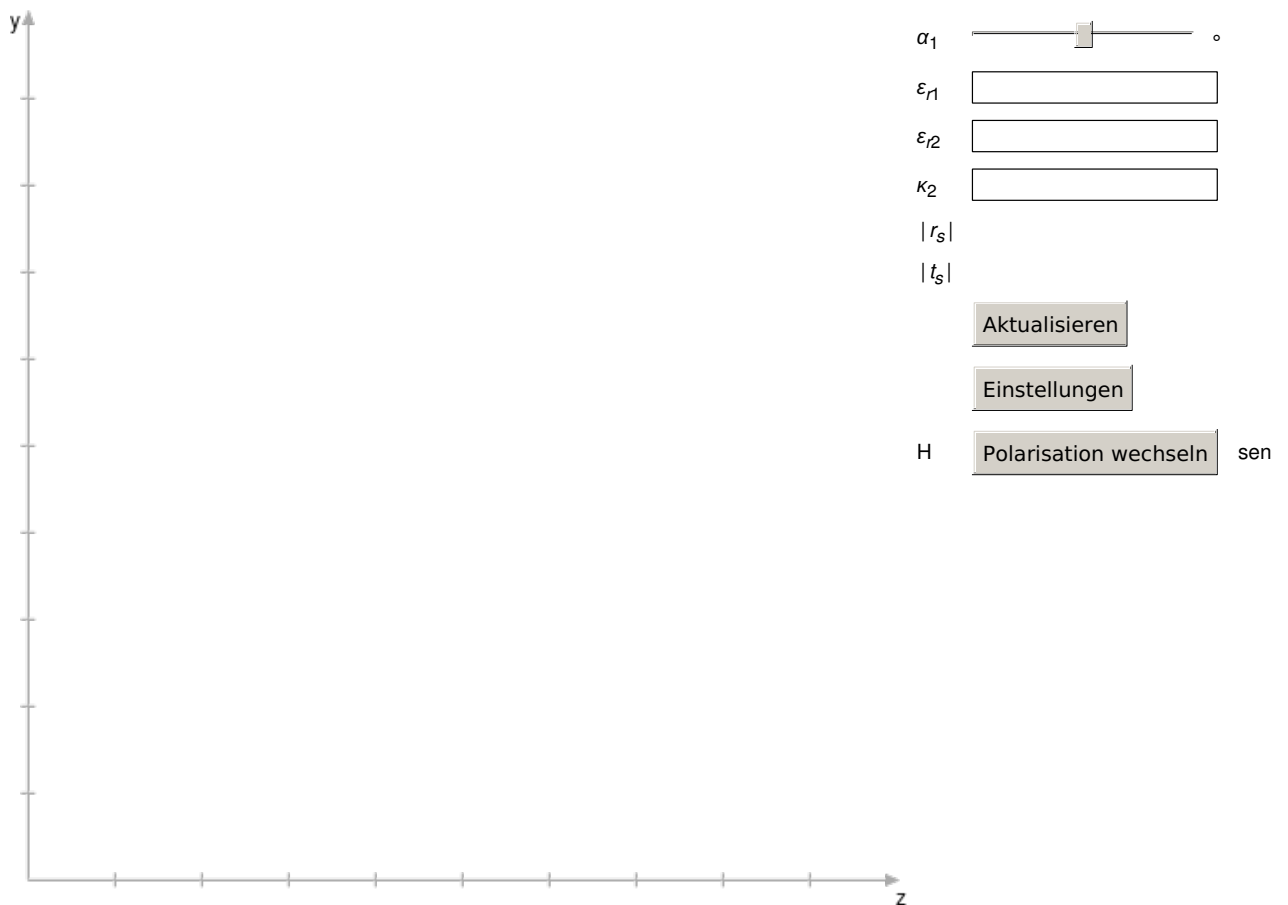 y
α1 °
εr1
εr2
κ2
|rs|
|ts|
Aktualisieren
Einstellungen
H Polarisation wechseln sen
z